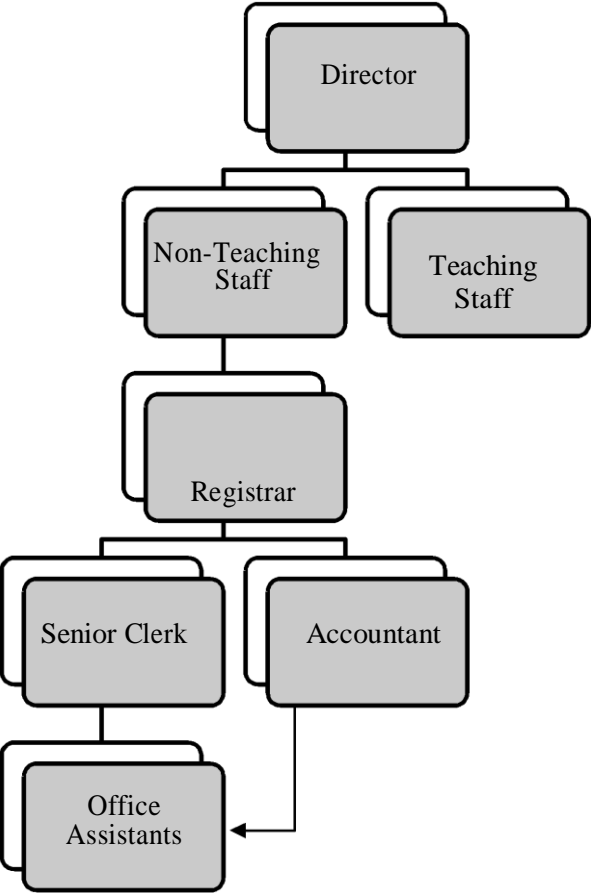 Director
Non-Teaching
Staff
Teaching
Staff
Registrar
Senior Clerk
Accountant
Office
Assistants